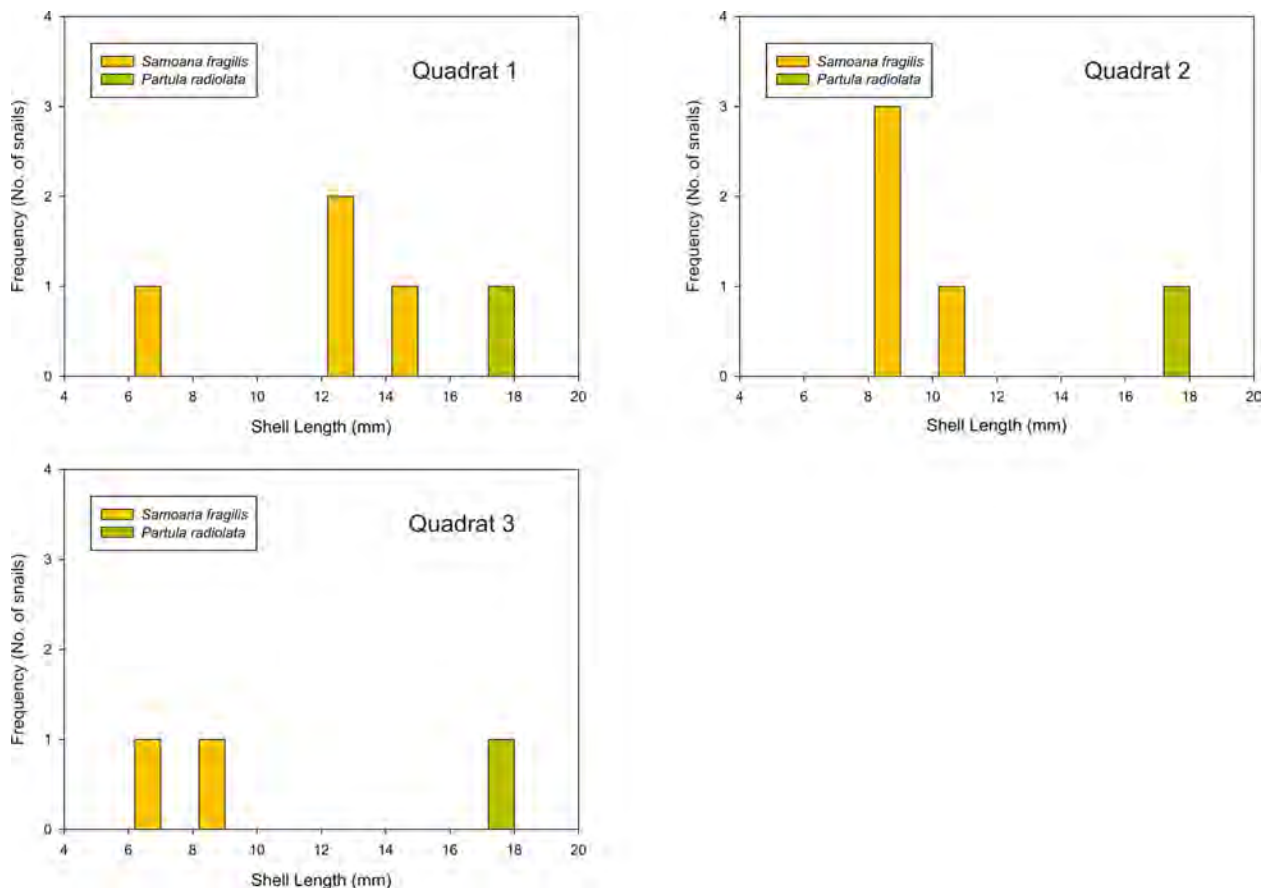 4
3
2
1
0
Frequency (No. of snails)
Samoana fragilis
Partula radiolata
Quadrat 1
4 6 8 10 12 14 16 18 20
Shell Length (mm)
4
3
2
1
0
Frequency (No. of snails)
Samoana fragilis
Partula radiolata
Quadrat 2
4 6 8 10 12 14 16 18 20
Shell Length (mm)
4
3
2
1
0
Frequency (No. of snails)
Samoana fragilis
Partula radiolata
Quadrat 3
4 6 8 10 12 14 16 18 20
Shell Length (mm)